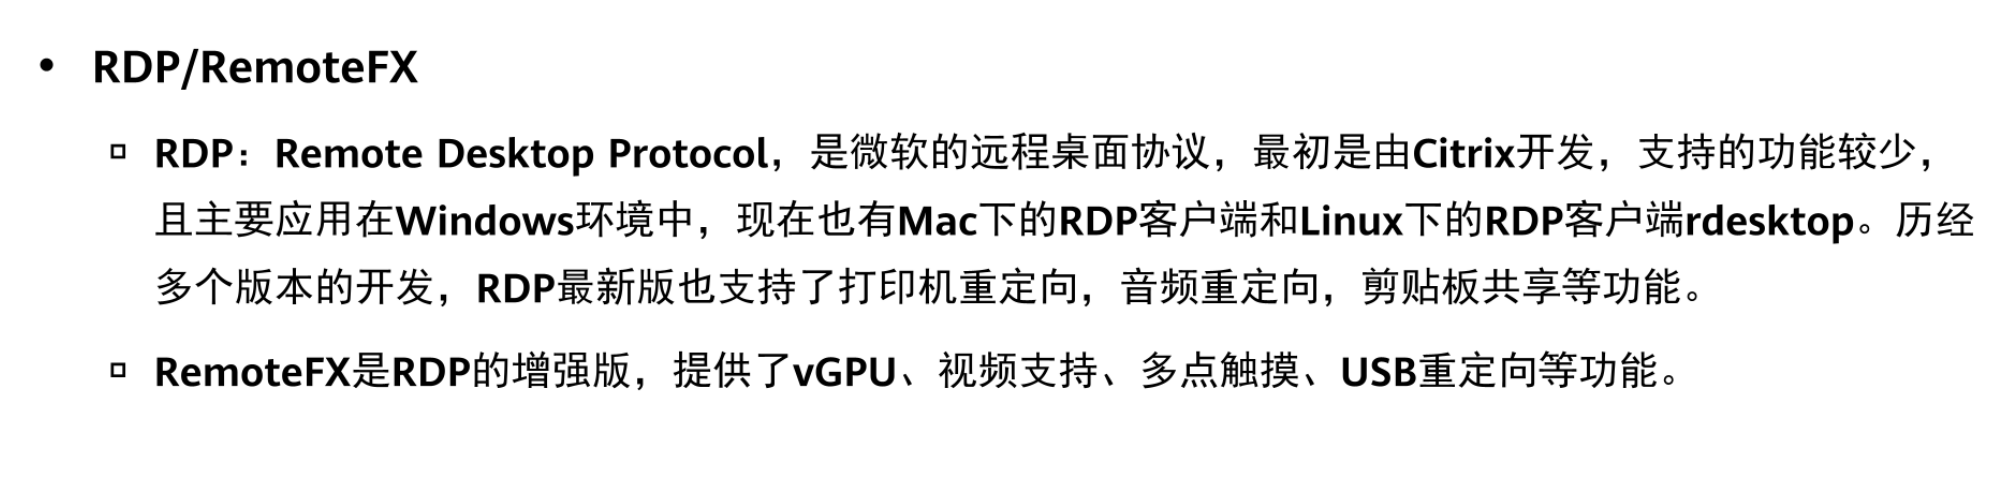 • RDP/RemoteFX
▫ RDP：Remote Desktop Protocol，是微软的远程桌面协议，最初是由Citrix开发，支持的功能较少，
且主要应用在Windows环境中，现在也有Mac下的RDP客户端和Linux下的RDP客户端rdesktop。历经
多个版本的开发，RDP最新版也支持了打印机重定向，音频重定向，剪贴板共享等功能。
▫ RemoteFX是RDP的增强版，提供了vGPU、视频支持、多点触摸、USB重定向等功能。